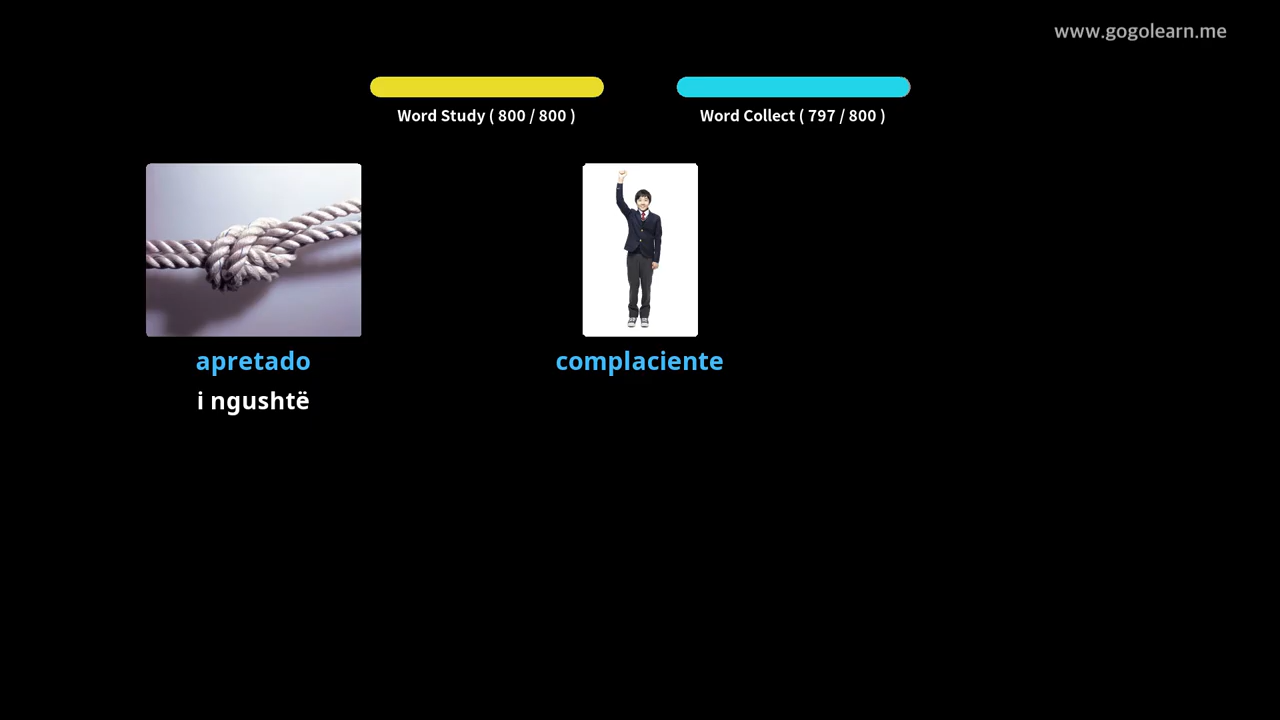 www.gogolearn.me
Word Study ( 800 / 800 )
Word Collect ( 797 / 800 )
apretado
complaciente
i ngushtë